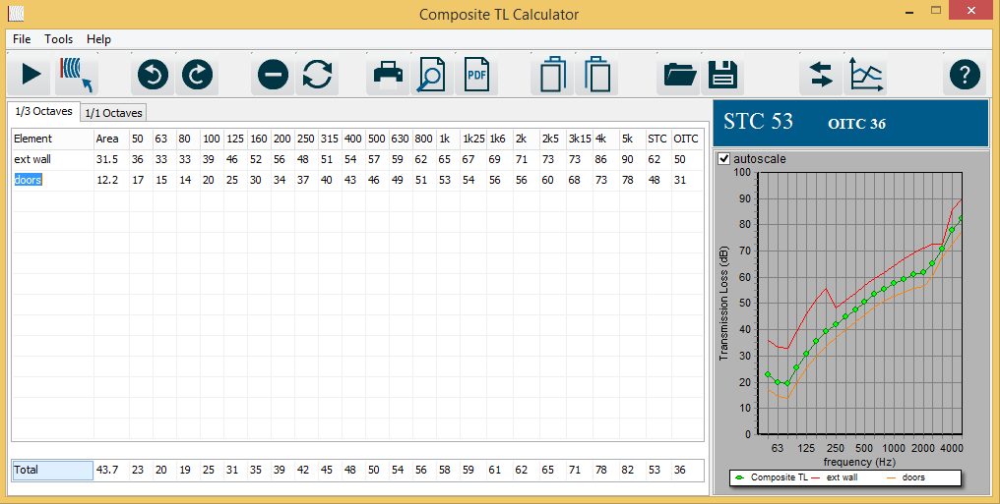 Composite TL Calculator
File Tools Help
PDF
?
1/3 Octaves 1/1 Octaves
Element Area 50 63 80 100 125 160 200 250 315 400 500 630 800 1k 1k25 1k6 2k 2k5 3k15 4k 5k STC OITC
ext wall 31.5 36 33 33 39 46 52 56 48 51 54 57 59 62 65 67 69 71 73 73 86 90 62 50
doors 12.2 17 15 14 20 25 30 34 37 40 43 46 49 51 53 54 56 56 60 68 73 78 48 31
Total 43.7 23 20 19 25 31 35 39 42 45 48 50 54 56 58 59 61 62 65 71 78 82 53 36
STC 53 OITC 36
autoscale
100
90
80
70
60
50
40
30
20
10
0
Transmission Loss (dB)
63 125 250 500 1000 2000 4000
frequency (Hz)
Composite TL ext wall doors